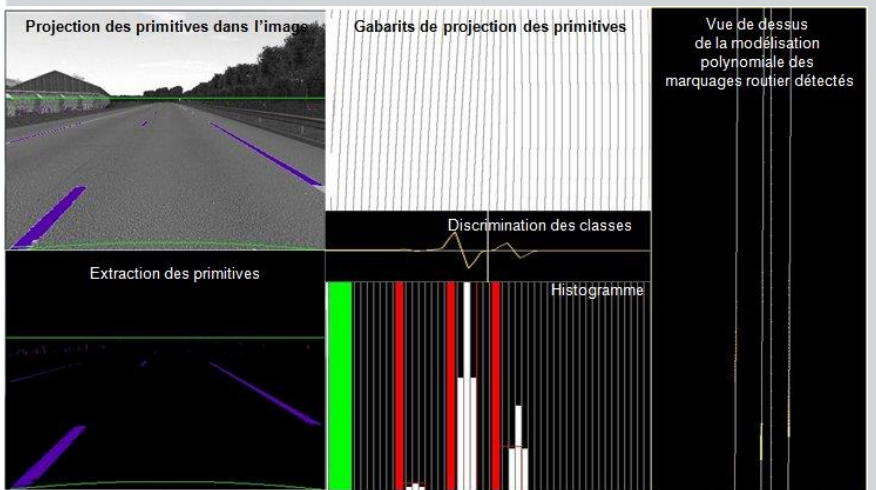 Projection des primitives dans l'image
Gabarits de projection des primitives
Vue de dessus
de la modélisation
polynomiale des
marquages routier détectés
Discrimination des classes
Extraction des primitives
Histogramme